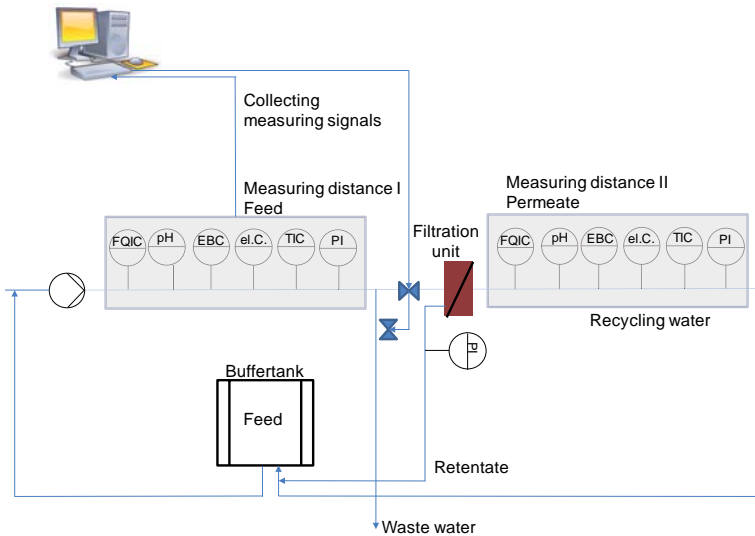 Collecting
measuring signals
Measuring distance I
Feed
Measuring distance II
Permeate
Filtration
unit
FQIC
pH
EBC
el.C.
TIC
PI
FQIC
pH
EBC
el.C.
TIC
PI
Recycling water
PI
Buffertank
Feed
Retentate
Waste water